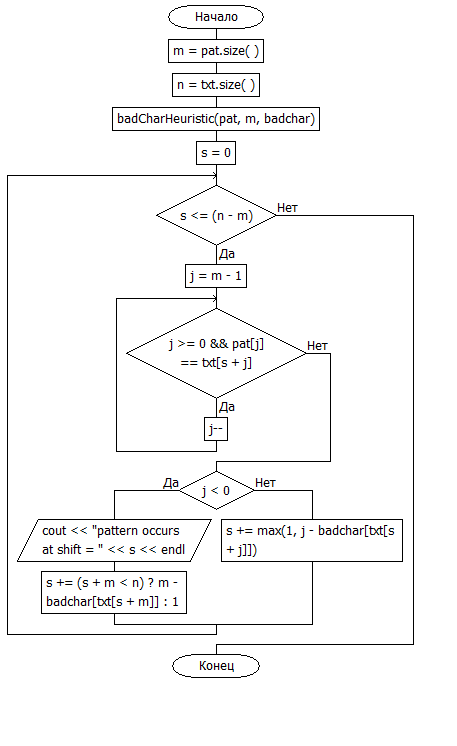 Начало
m = pat.size( )
n = txt.size( )
badCharHeuristic(pat, m, badchar)
s = 0
s <= (n - m)
Нет
Да
j = m - 1
j >= 0 && pat[j]
== txt[s + j]
Нет
Да
j--
Да
j < 0
Нет
cout << "pattern occurs
at shift = " << s << endl
s += max(1, j - badchar[txt[s
+ j]])
s += (s + m < n) ? m -
badchar[txt[s + m]] : 1
Конец